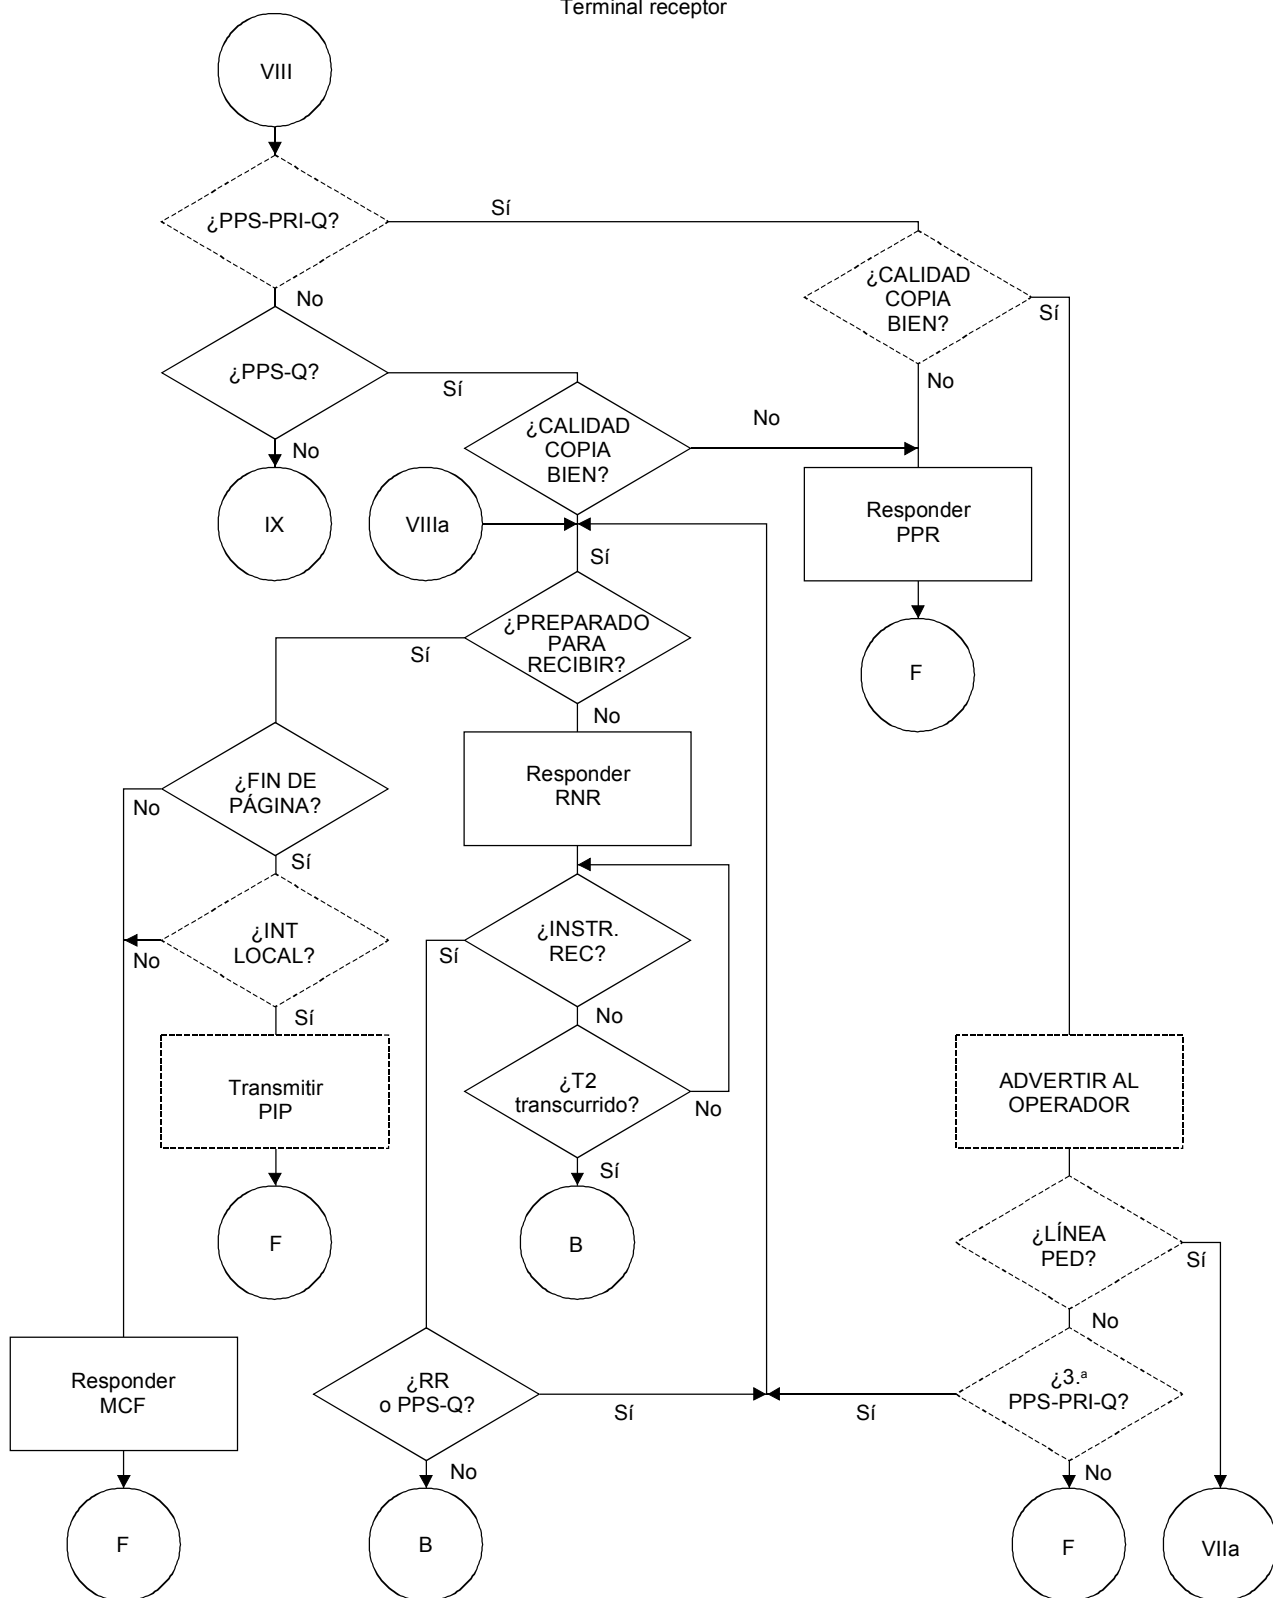 Terminal receptor
VIII
¿PPS-PRI-Q?
Sí
No
¿CALIDAD
COPIA
BIEN?
Sí
No
¿PPS-Q?
Sí
No
¿CALIDAD
COPIA
BIEN?
No
Sí
IX
VIIIa
Responder
PPR
F
¿PREPARADO
PARA
RECIBIR?
Sí
No
¿FIN DE
PÁGINA?
No
Sí
Responder
RNR
¿INT
LOCAL?
No
Sí
¿INSTR.
REC?
Sí
No
Transmitir
PIP
F
¿T2
transcurrido?
No
Sí
B
ADVERTIR AL
OPERADOR
¿LÍNEA
PED?
Sí
No
Responder
MCF
F
¿RR
o PPS-Q?
Sí
No
B
¿3.ª
PPS-PRI-Q?
Sí
No
F
VIIa